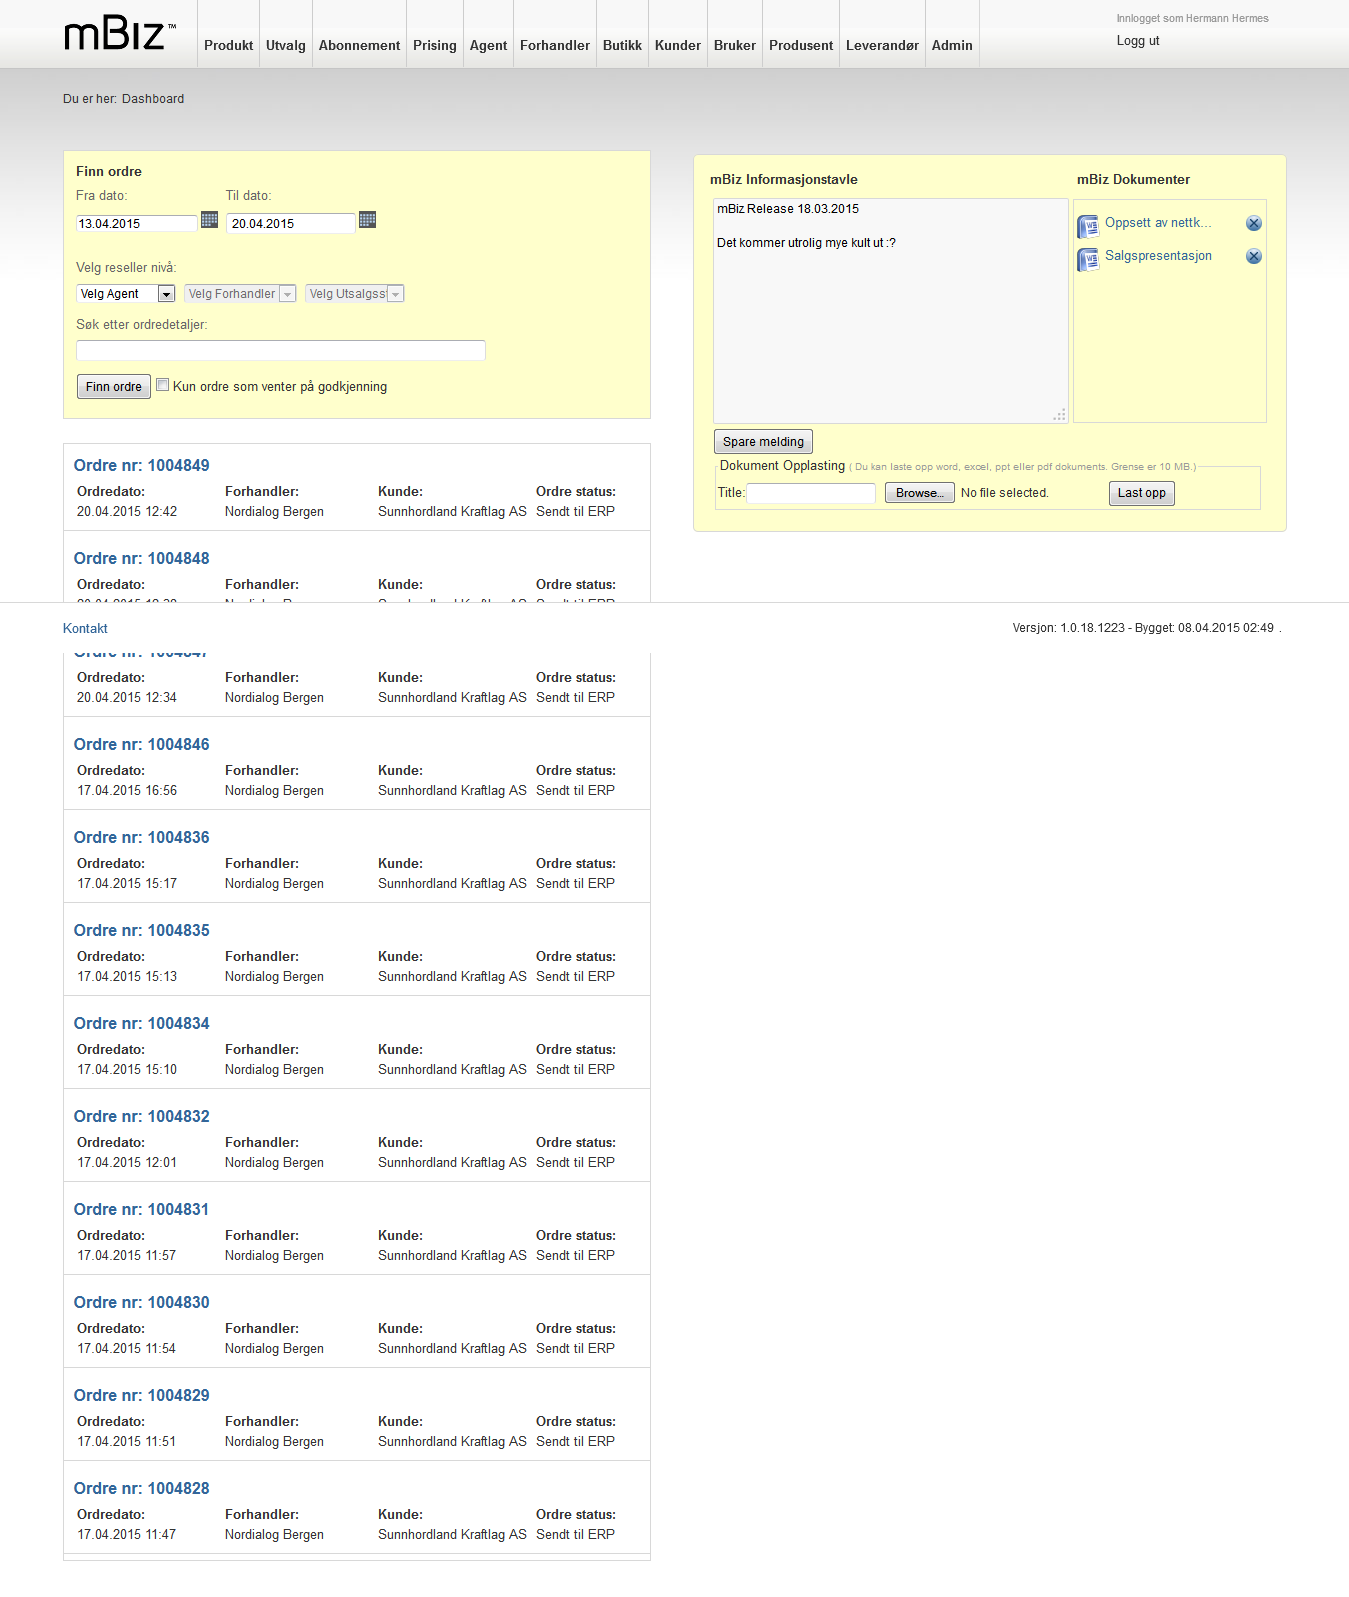 mBiz™
Produkt Utvalg Abonnement Prising Agent Forhandler Butikk Kunder Bruker Produsent Leverandør Admin
Innlogget som Hermann Hermes
Logg ut
Du er her: Dashboard
Finn ordre
Fra dato: Til dato:
13.04.2015 20.04.2015
Velg reseller nivå:
Velg Agent Velg Forhandler Velg Utsalgss
Søk etter ordredetaljer:
Finn ordre Kun ordre som venter på godkjenning
mBiz Informasjonstavle
mBiz Release 18.03.2015
Det kommer utrolig mye kult ut :?
mBiz Dokumenter
Oppsett av nettk...
Salgspresentasjon
Spare melding
Dokument Opplasting ( Du kan laste opp word, excel, ppt eller pdf dokuments. Grense er 10 MB.)
Title: Browse... No file selected. Last opp
Ordre nr: 1004849
Ordredato: Forhandler: Kunde: Ordre status:
20.04.2015 12:42 Nordialog Bergen Sunnhordland Kraftlag AS Sendt til ERP
Ordre nr: 1004848
Ordredato: Forhandler: Kunde: Ordre status:
Kontakt
Versjon: 1.0.18.1223 - Bygget: 08.04.2015 02:49 .
Ordre nr: 1004847
Ordredato: Forhandler: Kunde: Ordre status:
20.04.2015 12:34 Nordialog Bergen Sunnhordland Kraftlag AS Sendt til ERP
Ordre nr: 1004846
Ordredato: Forhandler: Kunde: Ordre status:
17.04.2015 16:56 Nordialog Bergen Sunnhordland Kraftlag AS Sendt til ERP
Ordre nr: 1004836
Ordredato: Forhandler: Kunde: Ordre status:
17.04.2015 15:17 Nordialog Bergen Sunnhordland Kraftlag AS Sendt til ERP
Ordre nr: 1004835
Ordredato: Forhandler: Kunde: Ordre status:
17.04.2015 15:13 Nordialog Bergen Sunnhordland Kraftlag AS Sendt til ERP
Ordre nr: 1004834
Ordredato: Forhandler: Kunde: Ordre status:
17.04.2015 15:10 Nordialog Bergen Sunnhordland Kraftlag AS Sendt til ERP
Ordre nr: 1004832
Ordredato: Forhandler: Kunde: Ordre status:
17.04.2015 12:01 Nordialog Bergen Sunnhordland Kraftlag AS Sendt til ERP
Ordre nr: 1004831
Ordredato: Forhandler: Kunde: Ordre status:
17.04.2015 11:57 Nordialog Bergen Sunnhordland Kraftlag AS Sendt til ERP
Ordre nr: 1004830
Ordredato: Forhandler: Kunde: Ordre status:
17.04.2015 11:54 Nordialog Bergen Sunnhordland Kraftlag AS Sendt til ERP
Ordre nr: 1004829
Ordredato: Forhandler: Kunde: Ordre status:
17.04.2015 11:51 Nordialog Bergen Sunnhordland Kraftlag AS Sendt til ERP
Ordre nr: 1004828
Ordredato: Forhandler: Kunde: Ordre status:
17.04.2015 11:47 Nordialog Bergen Sunnhordland Kraftlag AS Sendt til ERP